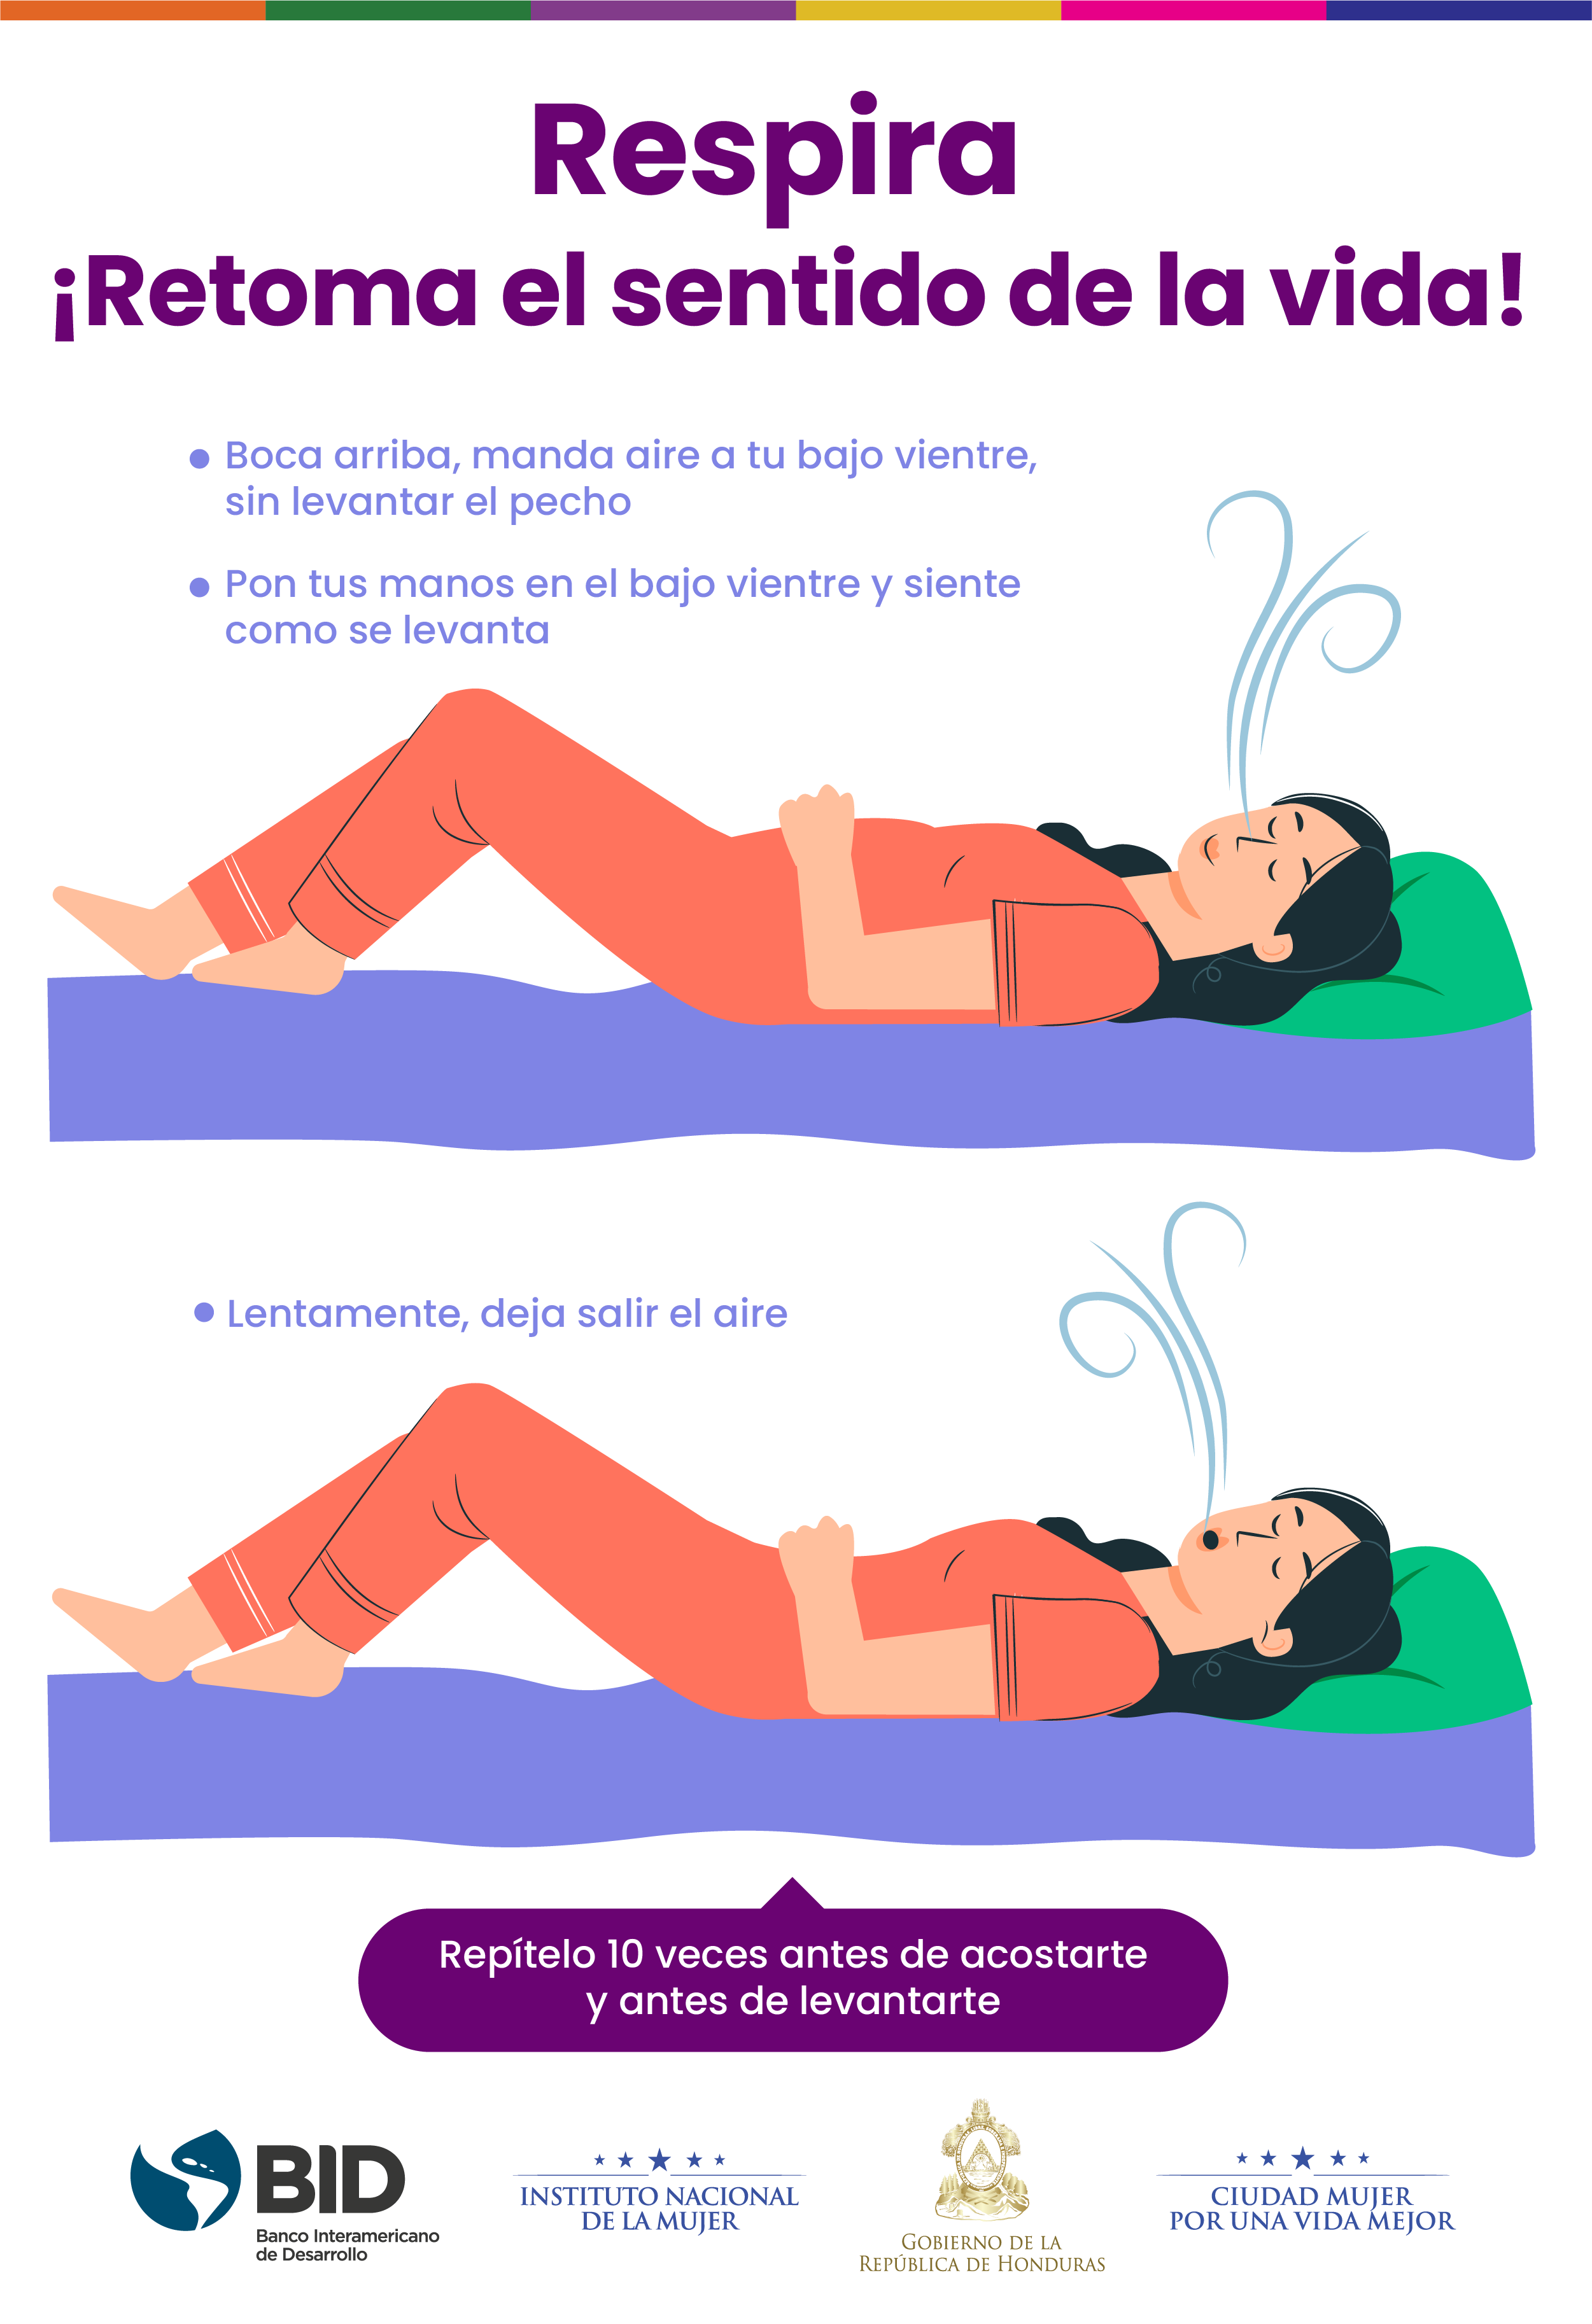 Respira
¡Retoma el sentido de la vida!
Boca arriba, manda aire a tu bajo vientre,
sin levantar el pecho
Pon tus manos en el bajo vientre y siente
como se levanta
Lentamente, deja salir el aire
Repítelo 10 veces antes de acostarte
y antes de levantarte
BID
Banco Interamericano
de Desarrollo
INSTITUTO NACIONAL
DE LA MUJER
GOBIERNO DE LA
REPÚBLICA DE HONDURAS
CIUDAD MUJER
POR UNA VIDA MEJOR